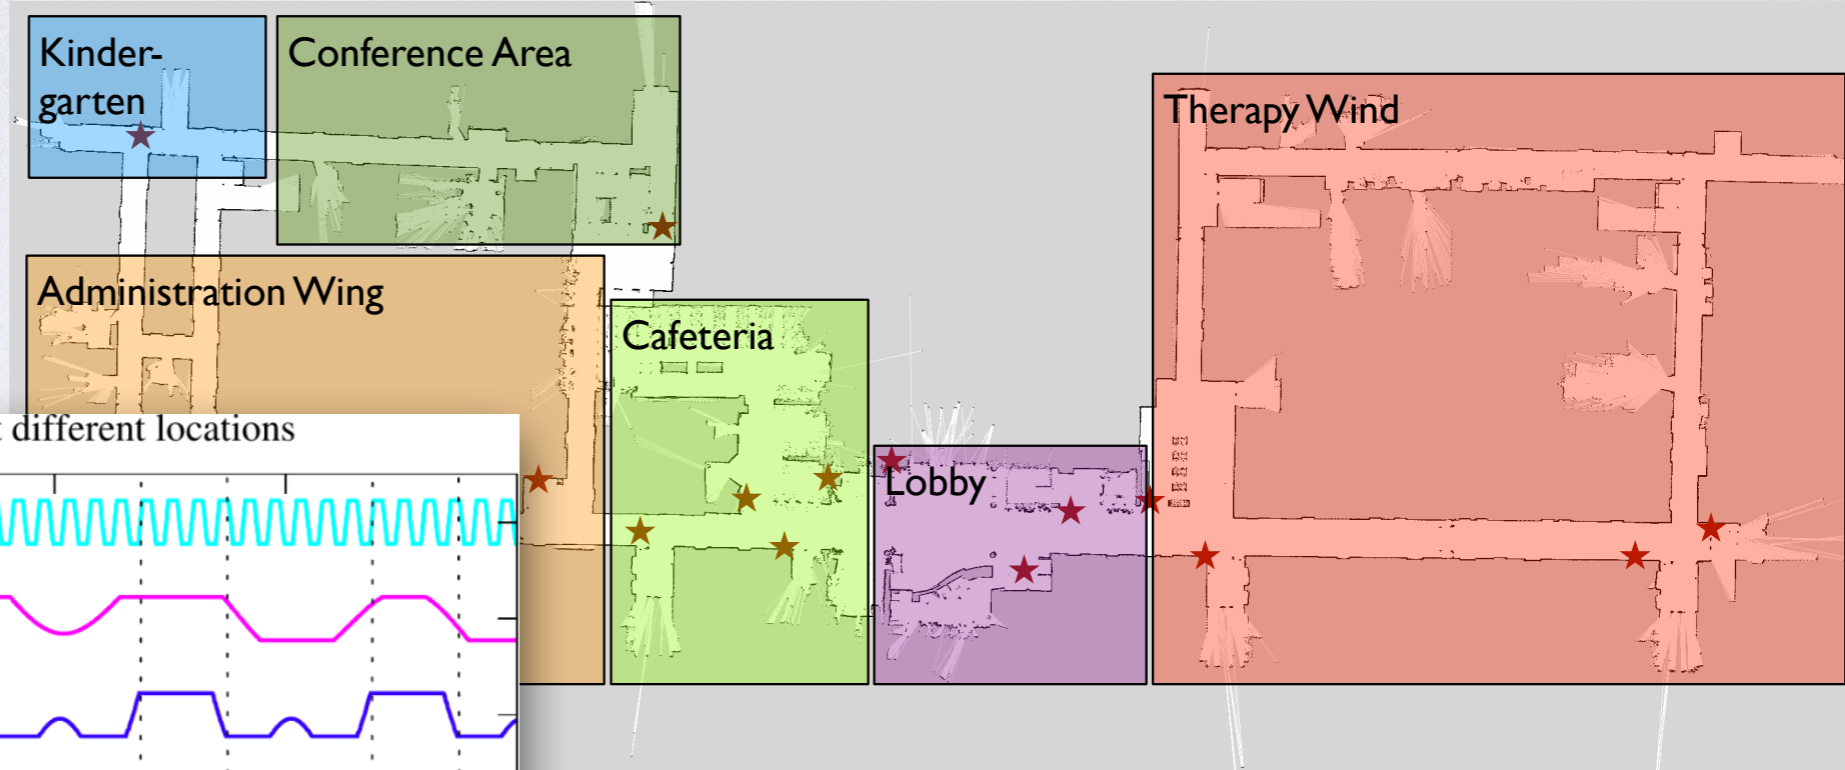 Kinder-
garten
Conference Area
Therapy Wind
Administration Wing
Cafeteria
Lobby
different locations